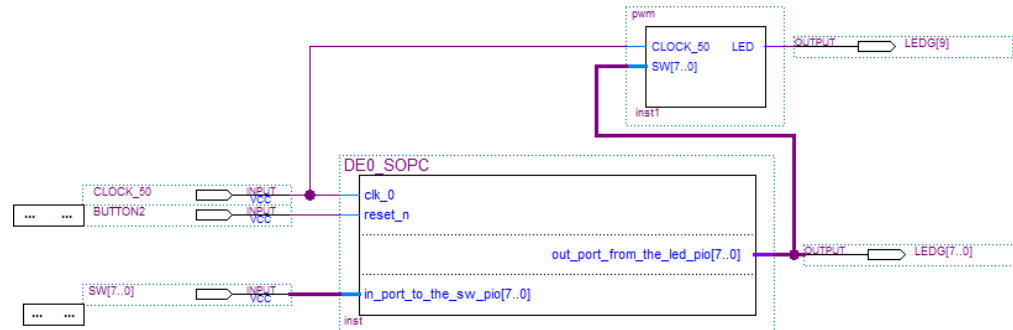 pwm
CLOCK_50 LED
SW[7..0]
inst1
OUTPUT LEDG[9]
DE0_SOPC
CLOCK_50 INPUT VCC clk_0
... ... BUTTON2 INPUT VCC reset_n
out_port_from_the_led_pio[7..0] OUTPUT LEDG[7..0]
SW[7..0] INPUT VCC in_port_to_the_sw_pio[7..0]
... ...
inst